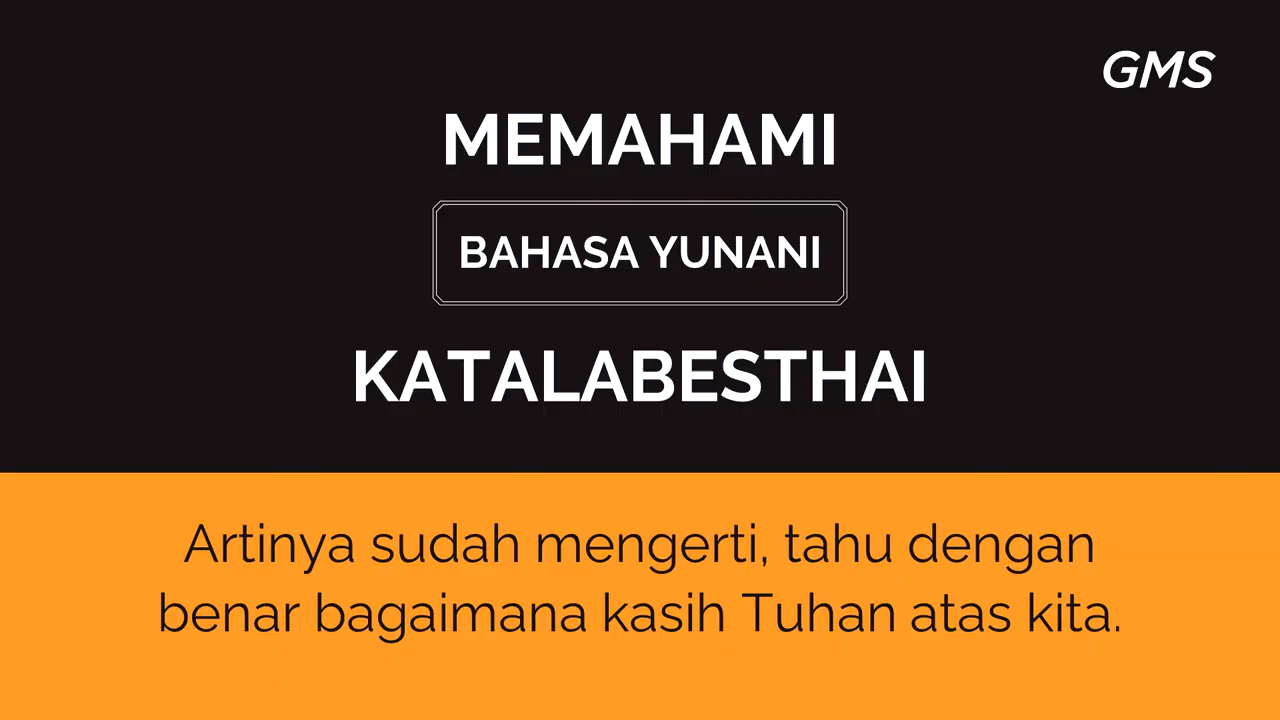 GMS
MEMAHAMI
BAHASA YUNANI
KATALABESTHAI
Artinya sudah mengerti, tahu dengan
benar bagaimana kasih Tuhan atas kita.